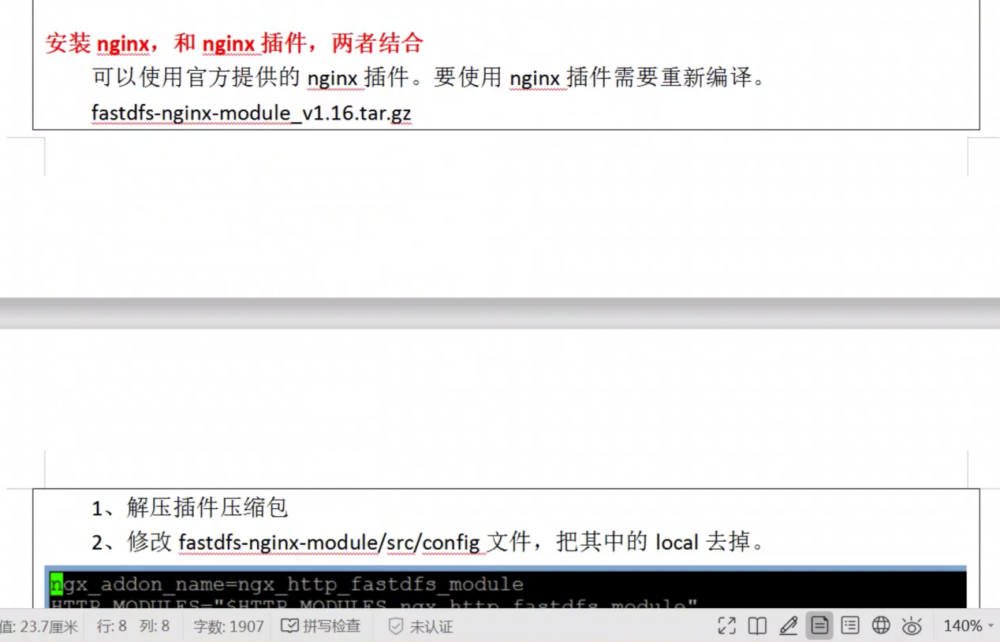 安装 nginx，和 nginx 插件，两者结合
可以使用官方提供的 nginx 插件。要使用 nginx 插件需要重新编译。
fastdfs-nginx-module_v1.16.tar.gz
1、解压插件压缩包
2、修改 fastdfs-nginx-module/src/config 文件，把其中的 local 去掉。
ngx_addon_name=ngx_http_fastdfs_module
HTTP_MODULES="$HTTP_MODULES ngx_http_fastdfs_module"
值: 23.7厘米 行: 8 列: 8 字数: 1907 拼写检查 未认证 140%